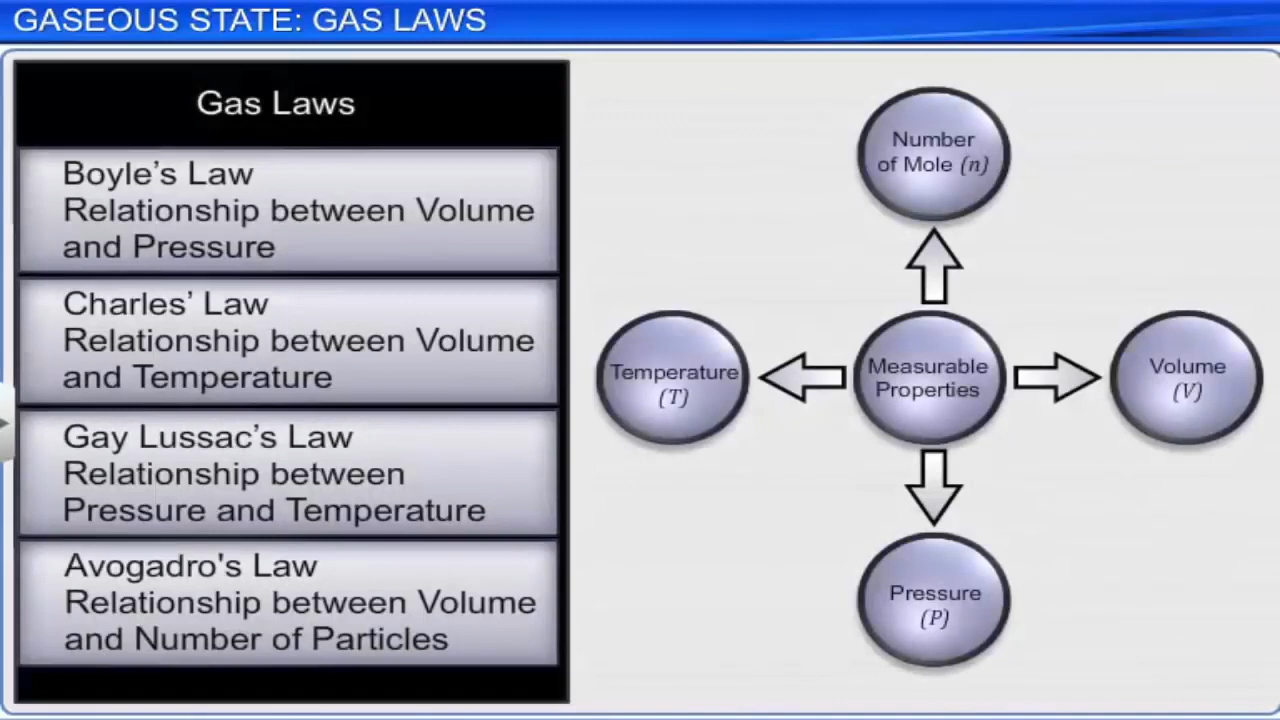 GASEOUS STATE: GAS LAWS
Gas Laws
Boyle’s Law
Relationship between Volume
and Pressure
Charles’ Law
Relationship between Volume
and Temperature
Gay Lussac’s Law
Relationship between
Pressure and Temperature
Avogadro's Law
Relationship between Volume
and Number of Particles
Number
of Mole (n)
Temperature
(T)
Measurable
Properties
Volume
(V)
Pressure
(P)